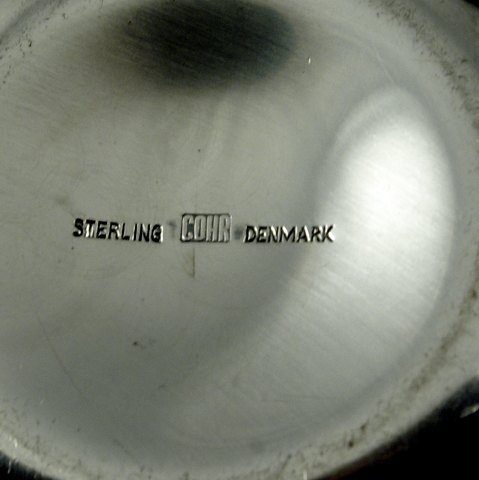 STERLING COHR DENMARK